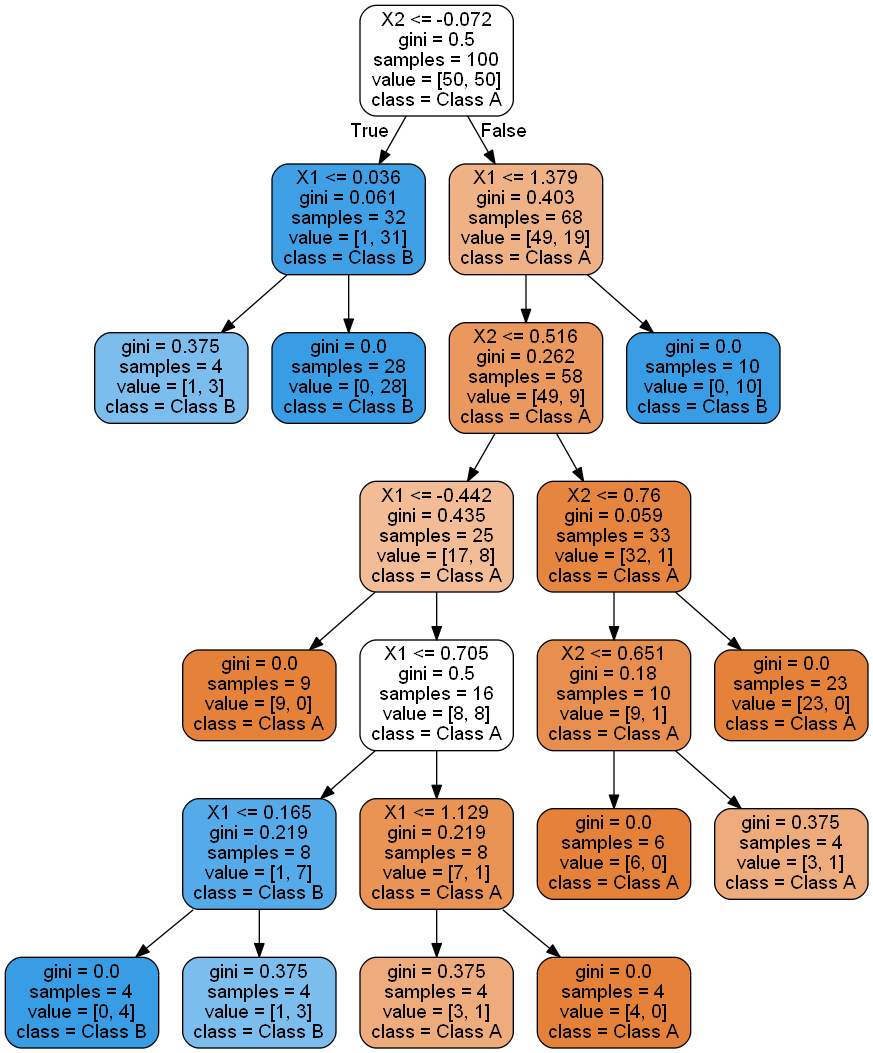 X2 <= -0.072
gini = 0.5
samples = 100
value = [50, 50]
class = Class A
True
False
X1 <= 0.036
gini = 0.061
samples = 32
value = [1, 31]
class = Class B
X1 <= 1.379
gini = 0.403
samples = 68
value = [49, 19]
class = Class A
gini = 0.375
samples = 4
value = [1, 3]
class = Class B
gini = 0.0
samples = 28
value = [0, 28]
class = Class B
X2 <= 0.516
gini = 0.262
samples = 58
value = [49, 9]
class = Class A
gini = 0.0
samples = 10
value = [0, 10]
class = Class B
X1 <= -0.442
gini = 0.435
samples = 25
value = [17, 8]
class = Class A
X2 <= 0.76
gini = 0.059
samples = 33
value = [32, 1]
class = Class A
gini = 0.0
samples = 9
value = [9, 0]
class = Class A
X1 <= 0.705
gini = 0.5
samples = 16
value = [8, 8]
class = Class A
X2 <= 0.651
gini = 0.18
samples = 10
value = [9, 1]
class = Class A
gini = 0.0
samples = 23
value = [23, 0]
class = Class A
X1 <= 0.165
gini = 0.219
samples = 8
value = [1, 7]
class = Class B
X1 <= 1.129
gini = 0.219
samples = 8
value = [7, 1]
class = Class A
gini = 0.0
samples = 6
value = [6, 0]
class = Class A
gini = 0.375
samples = 4
value = [3, 1]
class = Class A
gini = 0.0
samples = 4
value = [0, 4]
class = Class B
gini = 0.375
samples = 4
value = [1, 3]
class = Class B
gini = 0.375
samples = 4
value = [3, 1]
class = Class A
gini = 0.0
samples = 4
value = [4, 0]
class = Class A